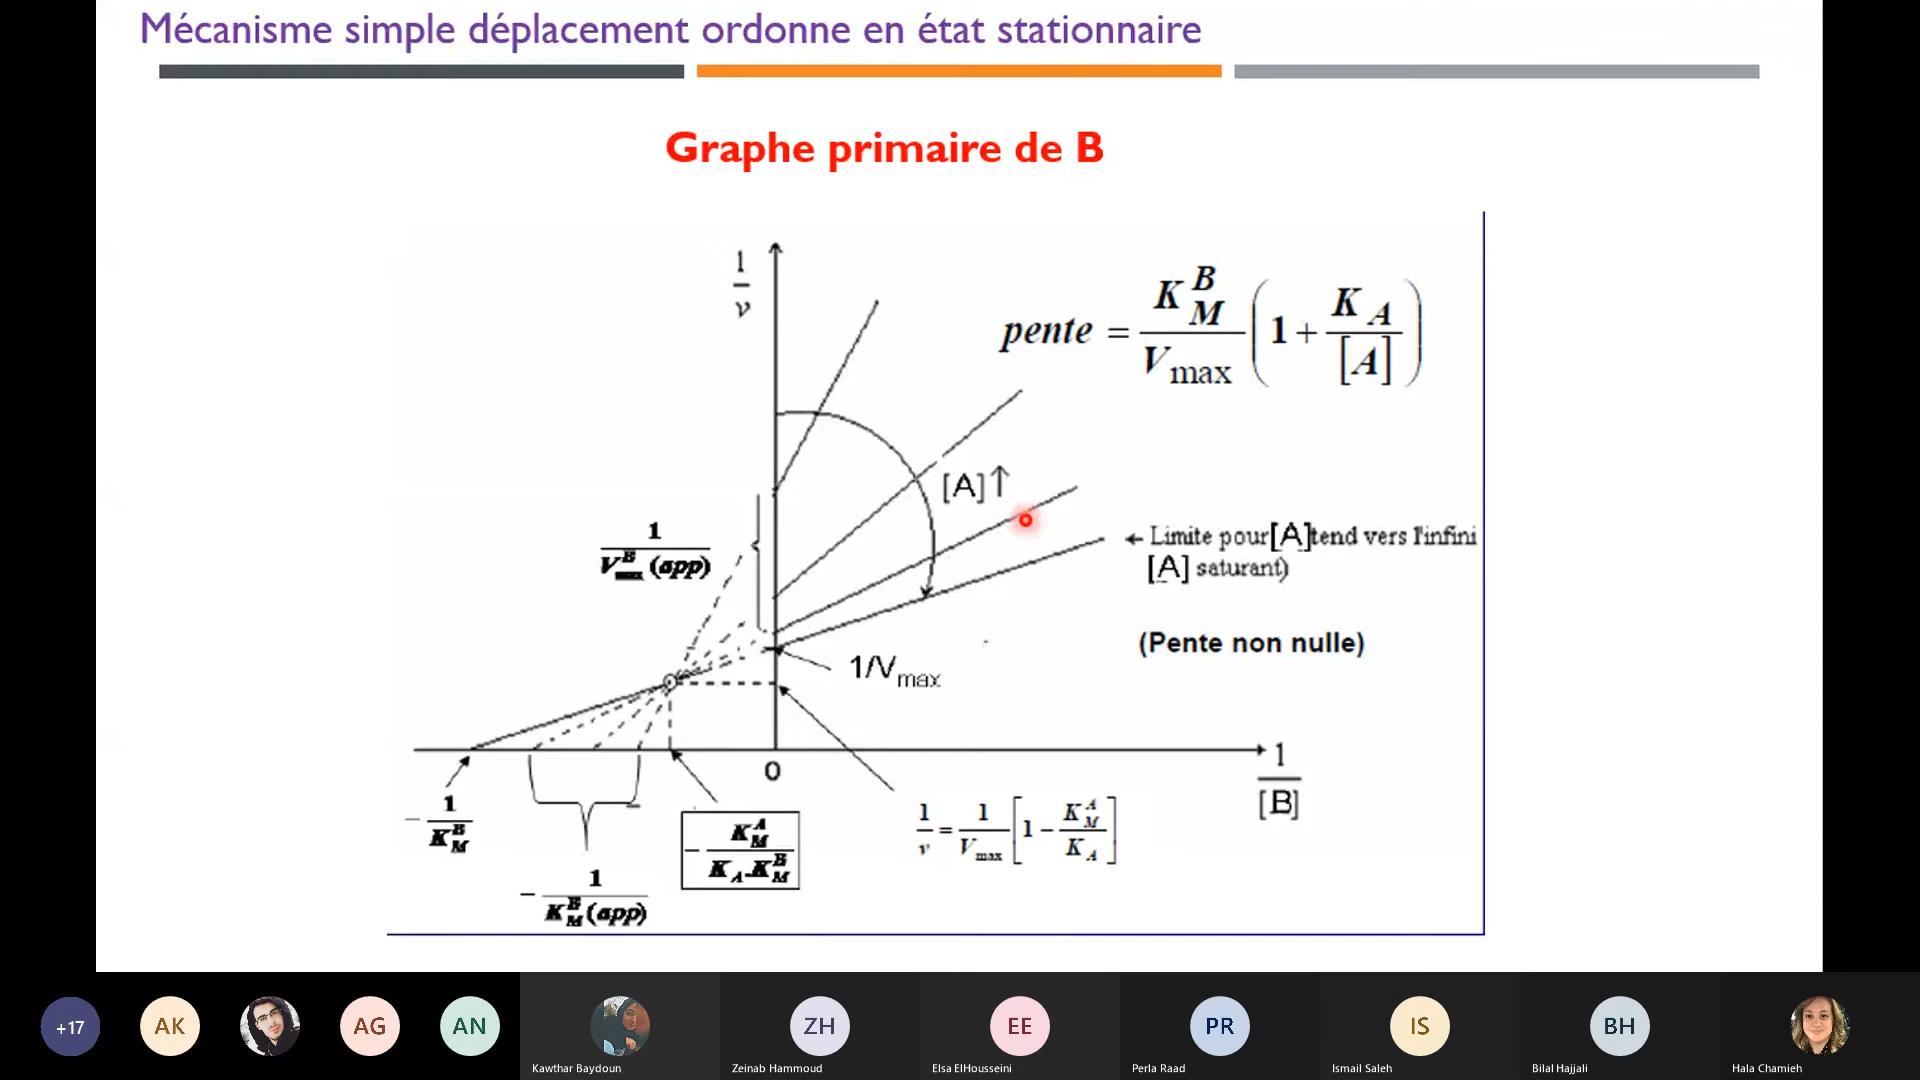 Mécanisme simple déplacement ordonne en état stationnaire
Graphe primaire de B
1/v
pente = K_M^B / V_max (1 + K_A / [A])
[A]↑
1 / V_max^B (app)
← Limite pour [A] tend vers l'infini
[A] saturant)
(Pente non nulle)
1/Vmax
0
1/[B]
- 1 / K_M^B
- K_M^A / K_A.K_M^B
1/v = 1/V_max [1 - K_M^A / K_A]
- 1 / K_M^B (app)
+17
AK
AG
AN
ZH
EE
PR
IS
BH
Kawthar Baydoun
Zeinab Hammoud
Elsa ElHousseini
Perla Raad
Ismail Saleh
Bilal Hajjali
Hala Chamieh